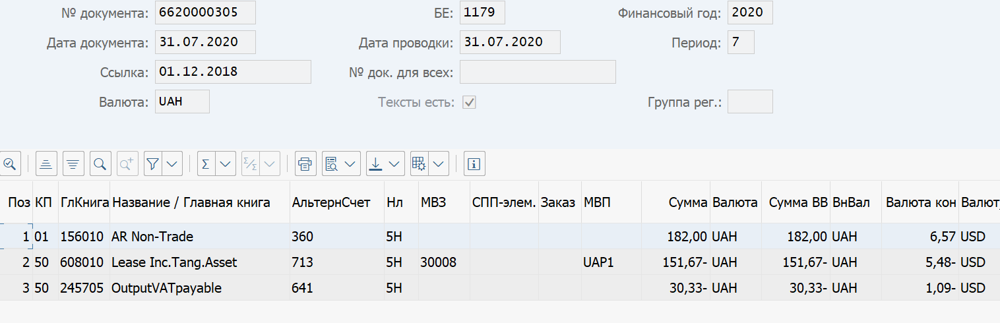 № документа: 6620000305 БЕ: 1179 Финансовый год: 2020
Дата документа: 31.07.2020 Дата проводки: 31.07.2020 Период: 7
Ссылка: 01.12.2018 № док. для всех:
Валюта: UAH Тексты есть: Группа рег.:
Поз КП ГлКнига Название / Главная книга АльтернСчет Нл МВЗ СПП-элем. Заказ МВП Сумма Валюта Сумма ВВ ВнВал Валюта кон Валют
1 01 156010 AR Non-Trade 360 5H 182,00 UAH 182,00 UAH 6,57 USD
2 50 608010 Lease Inc.Tang.Asset 713 5H 30008 UAP1 151,67- UAH 151,67- UAH 5,48- USD
3 50 245705 OutputVATpayable 641 5H 30,33- UAH 30,33- UAH 1,09- USD